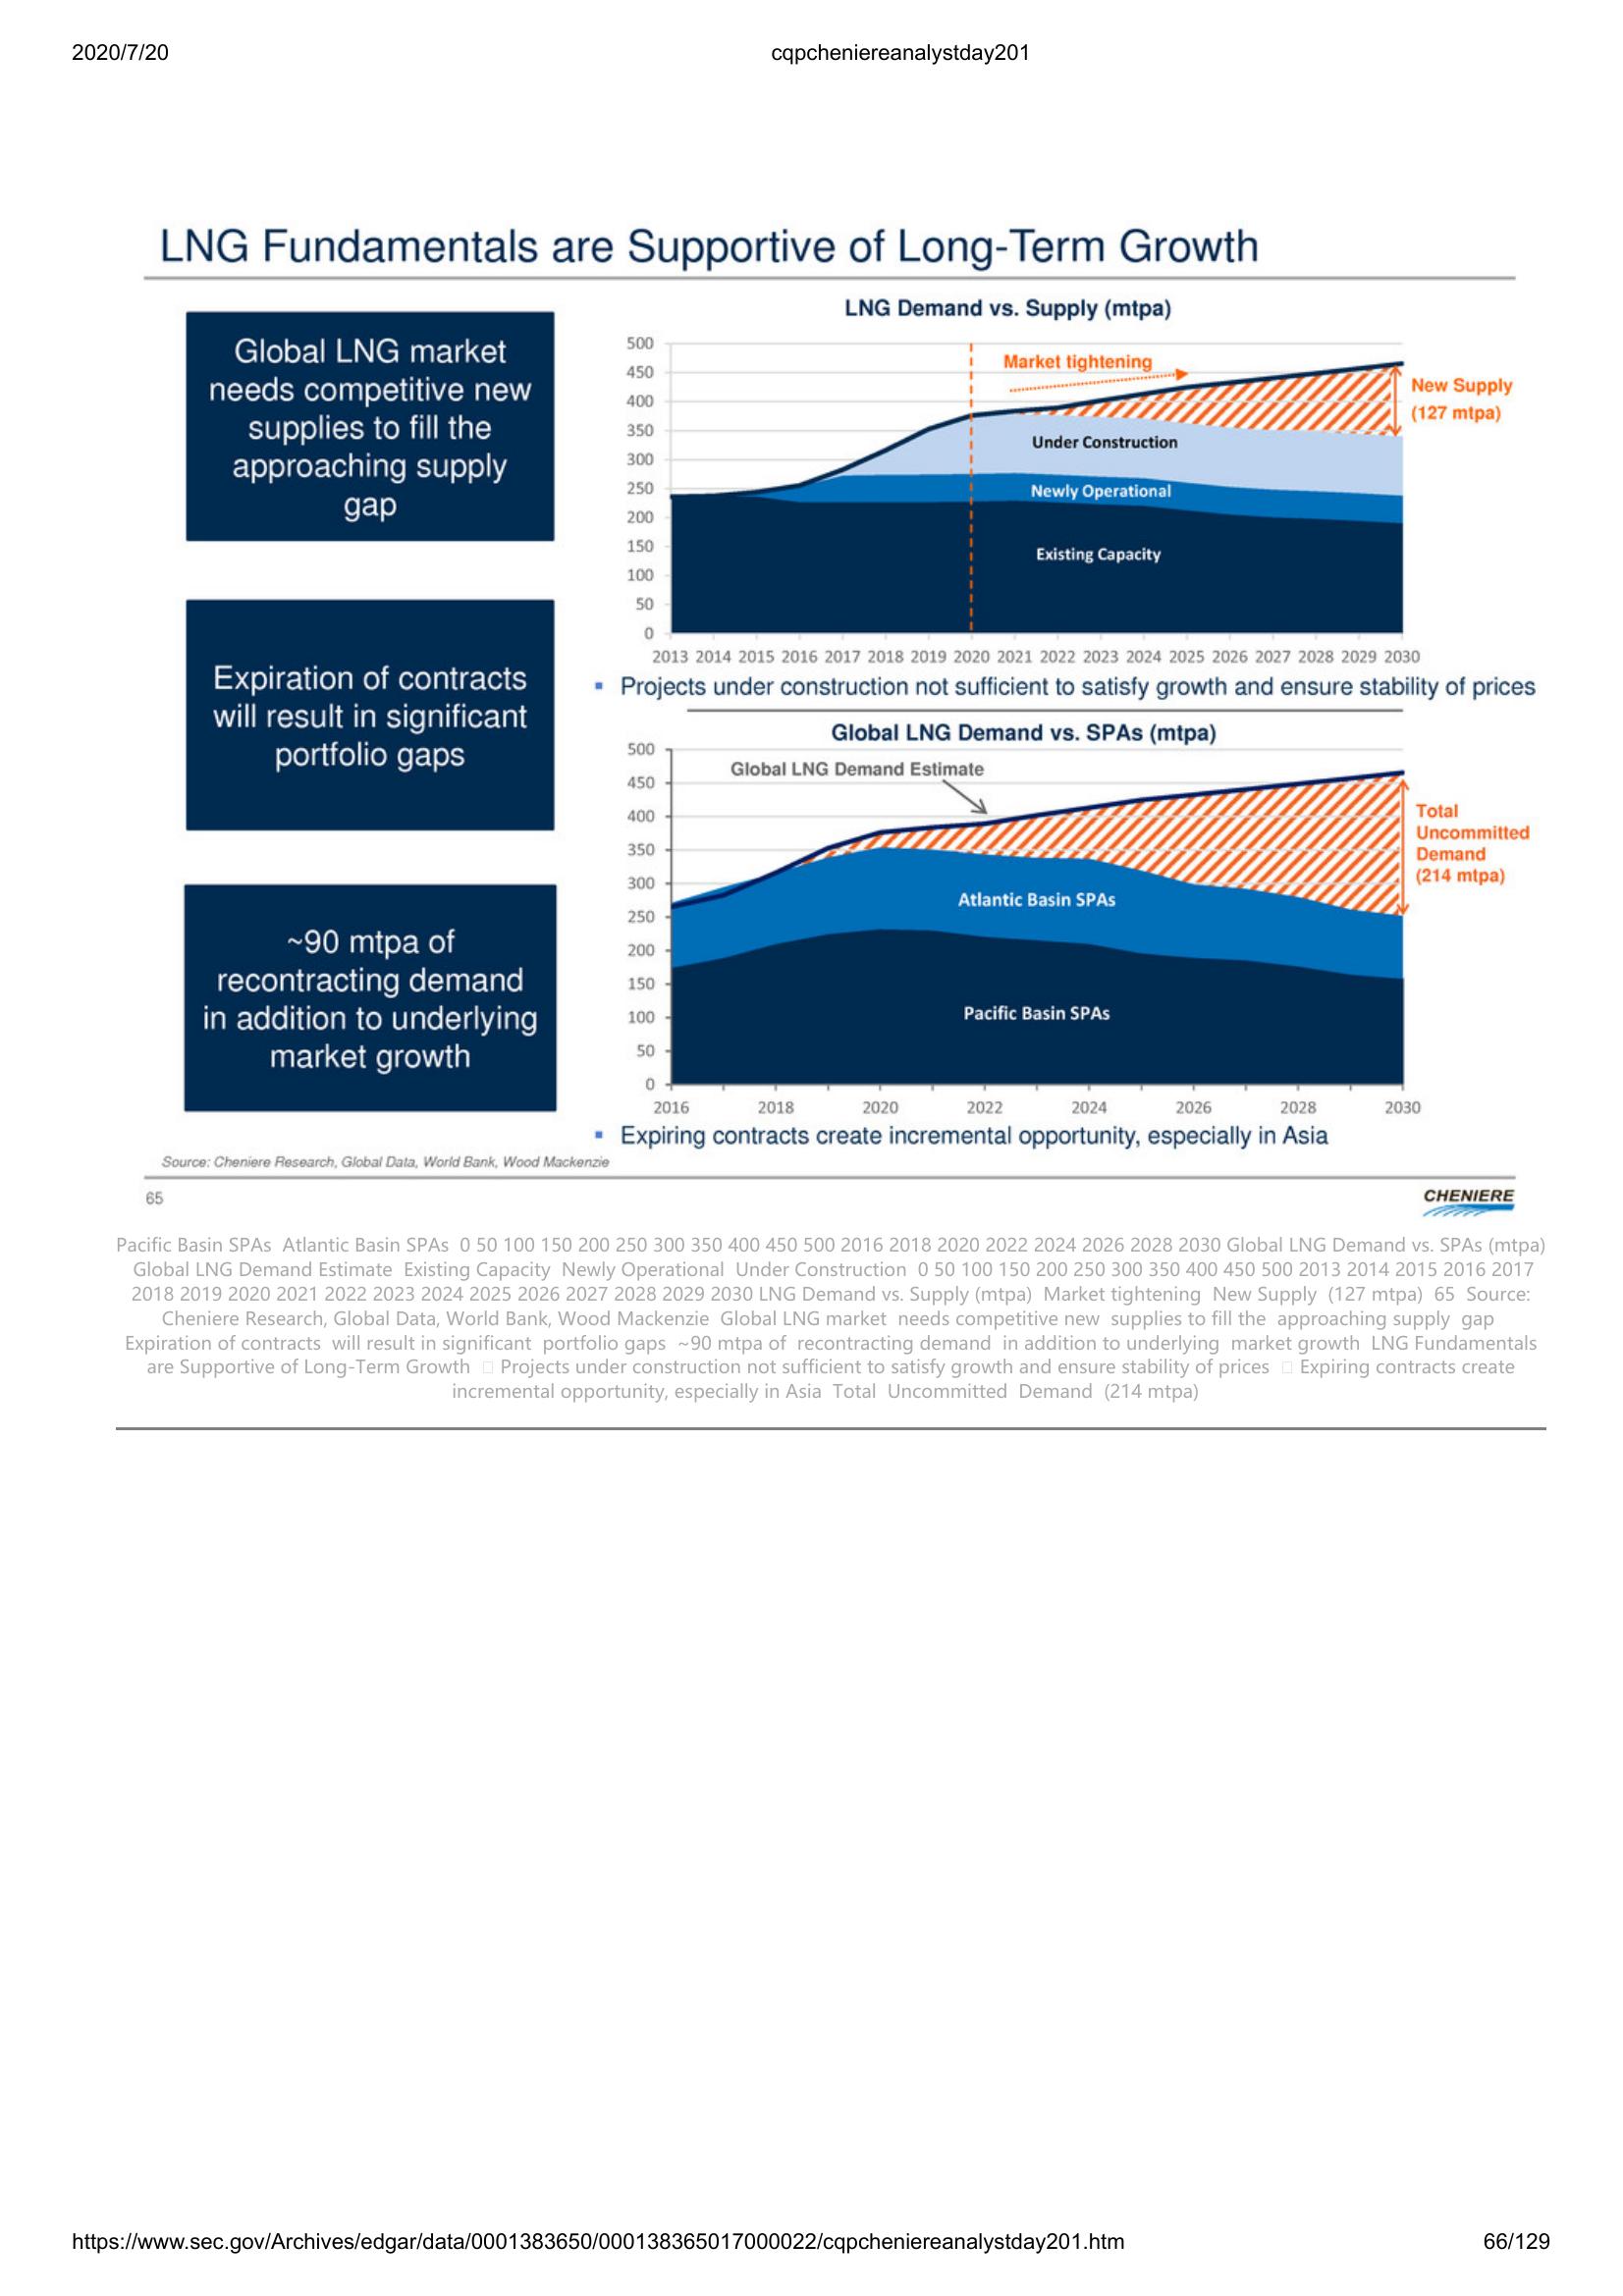 2020/7/20
cqpcheniereanalystday201
LNG Fundamentals are Supportive of Long-Term Growth
Global LNG market
needs competitive new
supplies to fill the
approaching supply
gap
Expiration of contracts
will result in significant
portfolio gaps
~90 mtpa of
recontracting demand
in addition to underlying
market growth
LNG Demand vs. Supply (mtpa)
500
450
400
350
300
250
200
150
100
50
0
Market tightening
New Supply
(127 mtpa)
Under Construction
Newly Operational
Existing Capacity
2013 2014 2015 2016 2017 2018 2019 2020 2021 2022 2023 2024 2025 2026 2027 2028 2029 2030
▪ Projects under construction not sufficient to satisfy growth and ensure stability of prices
Global LNG Demand vs. SPAs (mtpa)
500
450
400
350
300
250
200
150
100
50
0
Global LNG Demand Estimate
Total
Uncommitted
Demand
(214 mtpa)
Atlantic Basin SPAs
Pacific Basin SPAs
2016 2018 2020 2022 2024 2026 2028 2030
▪ Expiring contracts create incremental opportunity, especially in Asia
Source: Cheniere Research, Global Data, World Bank, Wood Mackenzie
65
CHENIERE
Pacific Basin SPAs Atlantic Basin SPAs 0 50 100 150 200 250 300 350 400 450 500 2016 2018 2020 2022 2024 2026 2028 2030 Global LNG Demand vs. SPAs (mtpa)
Global LNG Demand Estimate Existing Capacity Newly Operational Under Construction 0 50 100 150 200 250 300 350 400 450 500 2013 2014 2015 2016 2017
2018 2019 2020 2021 2022 2023 2024 2025 2026 2027 2028 2029 2030 LNG Demand vs. Supply (mtpa) Market tightening New Supply (127 mtpa) 65 Source:
Cheniere Research, Global Data, World Bank, Wood Mackenzie Global LNG market needs competitive new supplies to fill the approaching supply gap
Expiration of contracts will result in significant portfolio gaps ~90 mtpa of recontracting demand in addition to underlying market growth LNG Fundamentals
are Supportive of Long-Term Growth □ Projects under construction not sufficient to satisfy growth and ensure stability of prices □ Expiring contracts create
incremental opportunity, especially in Asia Total Uncommitted Demand (214 mtpa)
https://www.sec.gov/Archives/edgar/data/0001383650/000138365017000022/cqpcheniereanalystday201.htm
66/129